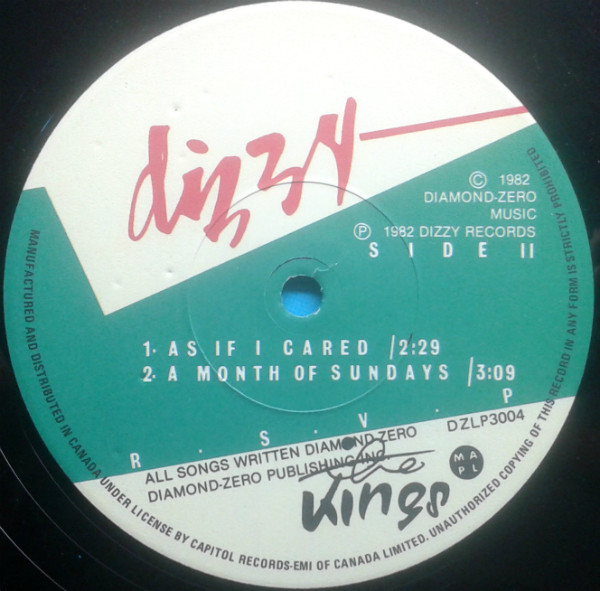 dizzy
© 1982
DIAMOND-ZERO
MUSIC
℗ 1982 DIZZY RECORDS
SIDE II
1. AS IF I CARED /2:29
2. A MONTH OF SUNDAYS /3:09
R.S.V.P
DZLP3004
ALL SONGS WRITTEN DIAMOND-ZERO
DIAMOND-ZERO PUBLISHING INC
the
Kings
MAPL
MANUFACTURED AND DISTRIBUTED IN CANADA UNDER LICENSE BY CAPITOL RECORDS-EMI OF CANADA LIMITED. UNAUTHORIZED COPYING OF THIS RECORD IN ANY FORM IS STRICTLY PROHIBITED